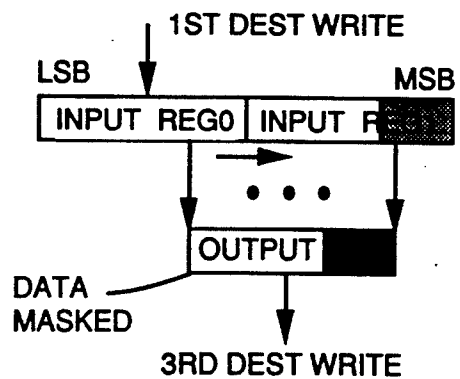 1ST DEST WRITE
LSB
MSB
INPUT REG0
INPUT
OUTPUT
DATA
MASKED
3RD DEST WRITE